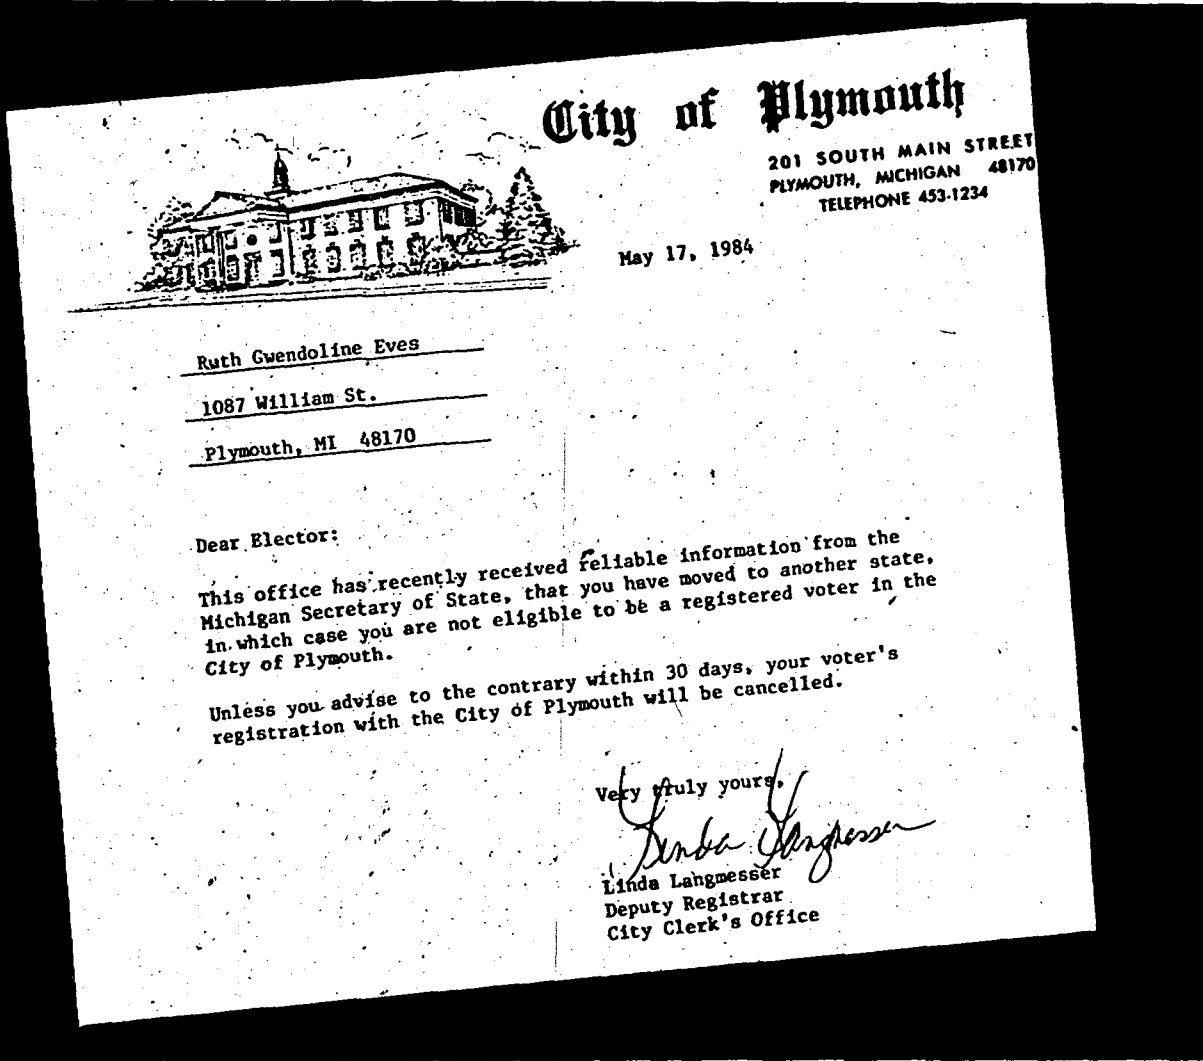 City of Plymouth
201 SOUTH MAIN STREET
PLYMOUTH, MICHIGAN 48170
TELEPHONE 453-1234
May 17, 1984
Ruth Gwendoline Eves
1087 William St.
Plymouth, MI 48170
Dear Elector:
This office has recently received reliable information from the
Michigan Secretary of State, that you have moved to another state,
in which case you are not eligible to be a registered voter in the
City of Plymouth.
Unless you advise to the contrary within 30 days, your voter's
registration with the City of Plymouth will be cancelled.
Very truly yours,
Linda Langmesser
Linda Langmesser
Deputy Registrar
City Clerk's Office